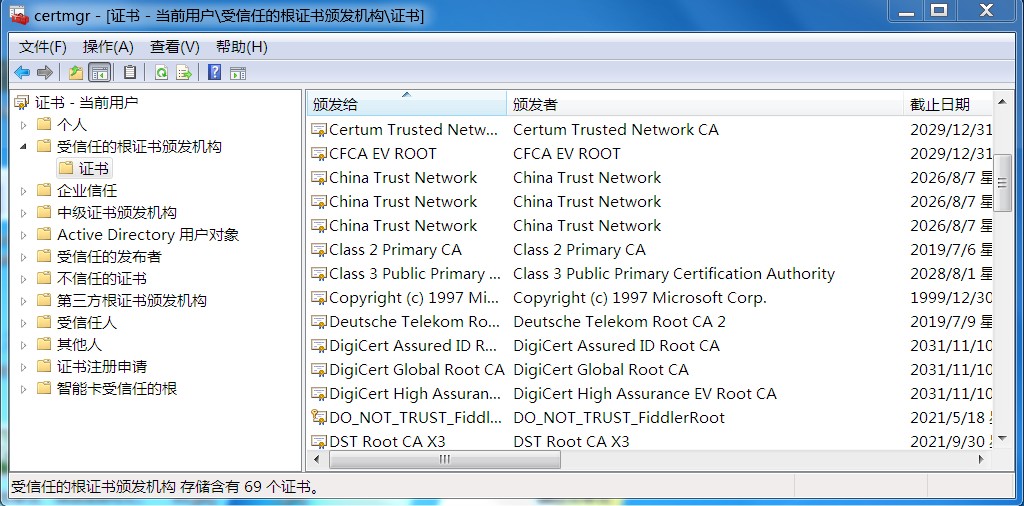 certmgr - [证书 - 当前用户\受信任的根证书颁发机构\证书]
文件(F) 操作(A) 查看(V) 帮助(H)
证书 - 当前用户
个人
受信任的根证书颁发机构
证书
企业信任
中级证书颁发机构
Active Directory 用户对象
受信任的发布者
不信任的证书
第三方根证书颁发机构
受信任人
其他人
证书注册申请
智能卡受信任的根
颁发给 颁发者 截止日期
Certum Trusted Netw... Certum Trusted Network CA 2029/12/31
CFCA EV ROOT CFCA EV ROOT 2029/12/31
China Trust Network China Trust Network 2026/8/7 星
China Trust Network China Trust Network 2026/8/7 星
China Trust Network China Trust Network 2026/8/7 星
Class 2 Primary CA Class 2 Primary CA 2019/7/6 星
Class 3 Public Primary ... Class 3 Public Primary Certification Authority 2028/8/1 星
Copyright (c) 1997 Mi... Copyright (c) 1997 Microsoft Corp. 1999/12/30
Deutsche Telekom Ro... Deutsche Telekom Root CA 2 2019/7/9 星
DigiCert Assured ID R... DigiCert Assured ID Root CA 2031/11/10
DigiCert Global Root CA DigiCert Global Root CA 2031/11/10
DigiCert High Assuran... DigiCert High Assurance EV Root CA 2031/11/10
DO_NOT_TRUST_Fiddl... DO_NOT_TRUST_FiddlerRoot 2021/5/18
DST Root CA X3 DST Root CA X3 2021/9/30
受信任的根证书颁发机构 存储含有 69 个证书。